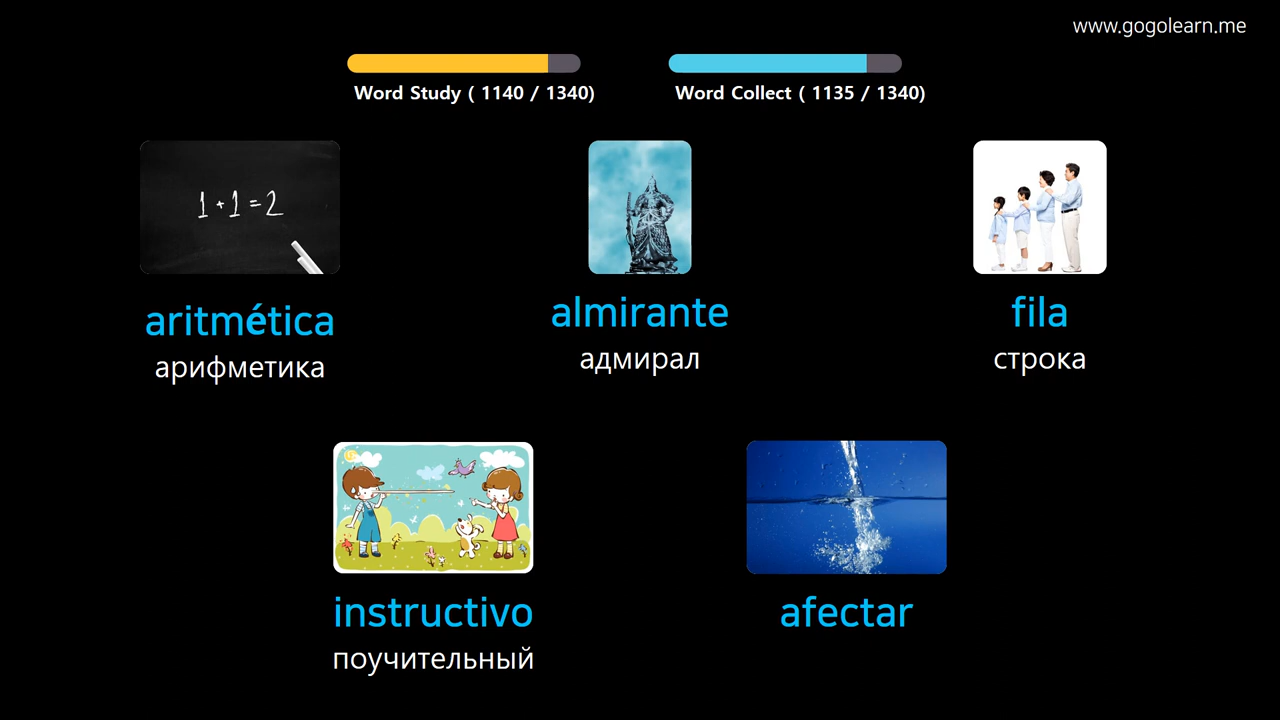 www.gogolearn.me
Word Study ( 1140 / 1340)
Word Collect ( 1135 / 1340)
1 + 1 = 2
aritmética
арифметика
almirante
адмирал
fila
строка
instructivo
поучительный
afectar